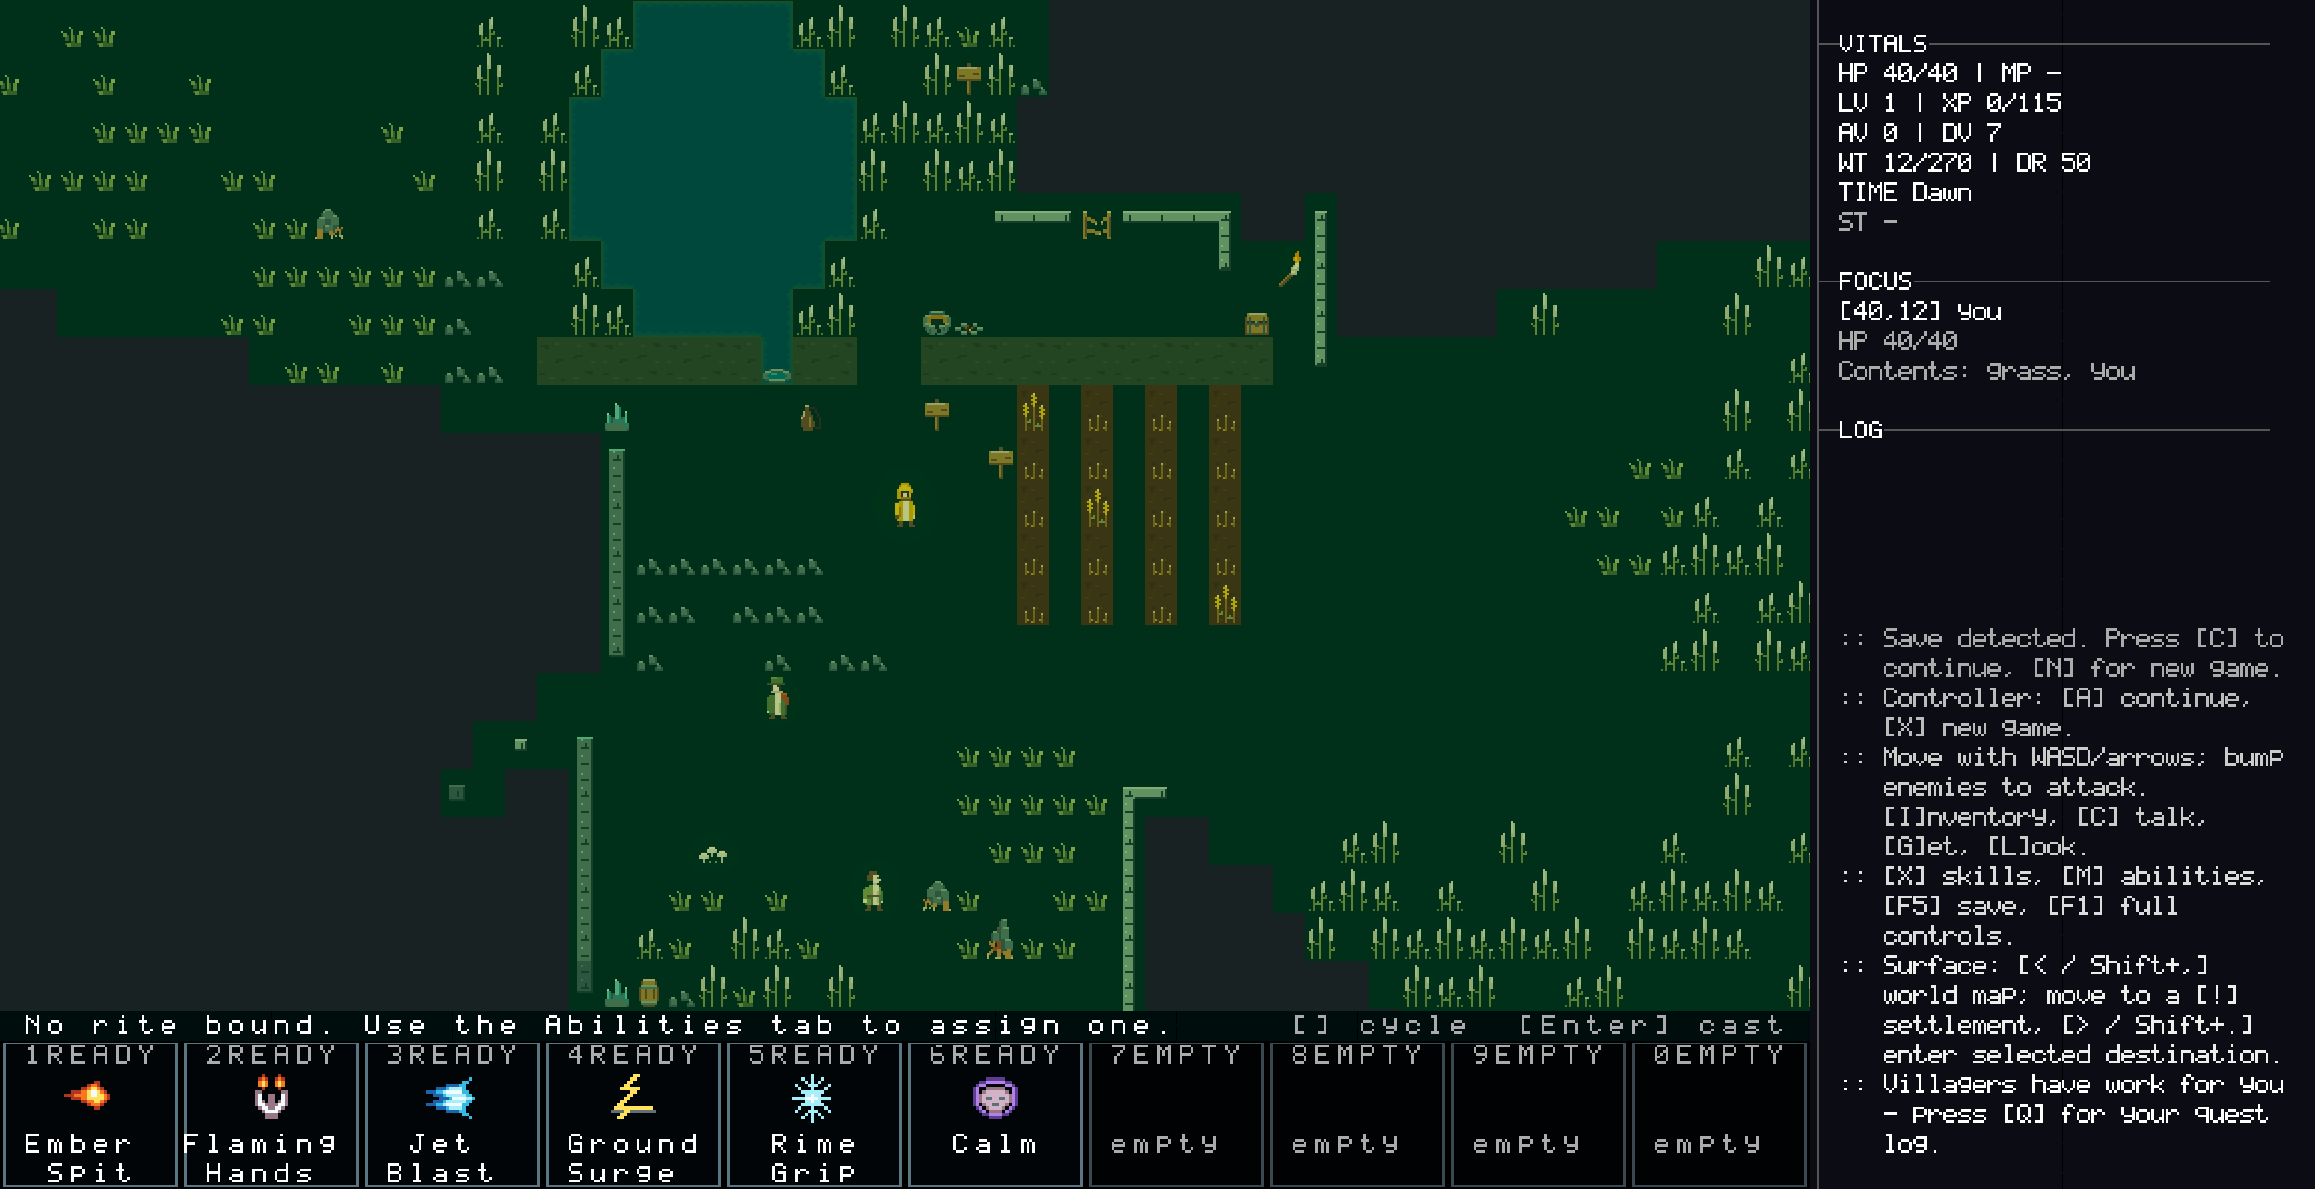 VITALS
HP 40/40 | MP -
LV 1 | XP 0/115
AV 0 | DV 7
WT 12/270 | DR 50
TIME Dawn
ST -
FOCUS
[40,12] you
HP 40/40
Contents: grass, you
LOG
:: Save detected. Press [C] to
continue, [N] for new game.
:: Controller: [A] continue,
[X] new game.
:: Move with WASD/arrows; bump
enemies to attack.
[I]nventory, [C] talk,
[G]et, [L]ook.
:: [X] skills, [M] abilities,
[F5] save, [F1] full
controls.
:: Surface: [< / Shift+,]
world map; move to a [!]
settlement, [> / Shift+.]
enter selected destination.
:: Villagers have work for you
- press [Q] for your quest
log.
No rite bound. Use the Abilities tab to assign one. [] cycle [Enter] cast
1READY 2READY 3READY 4READY 5READY 6READY 7EMPTY 8EMPTY 9EMPTY 0EMPTY
Ember Flaming Jet Ground Rime Calm empty empty empty empty
Spit Hands Blast Surge Grip